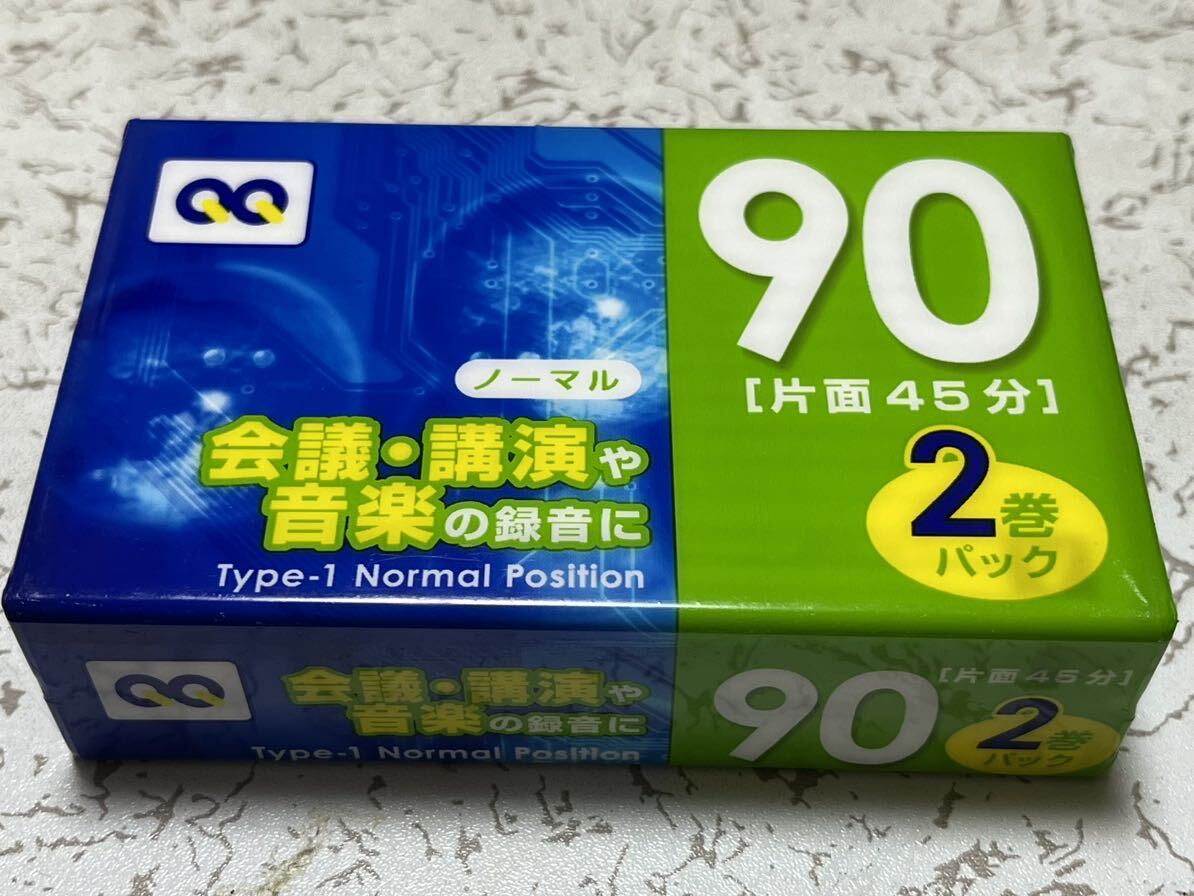 QQ
90
[片面45分]
ノーマル
会議・講演や
音楽の録音に
Type-1 Normal Position
2巻
パック
QQ
会議・講演や
音楽の録音に
Type-1 Normal Position
90
[片面45分]
2巻
パック